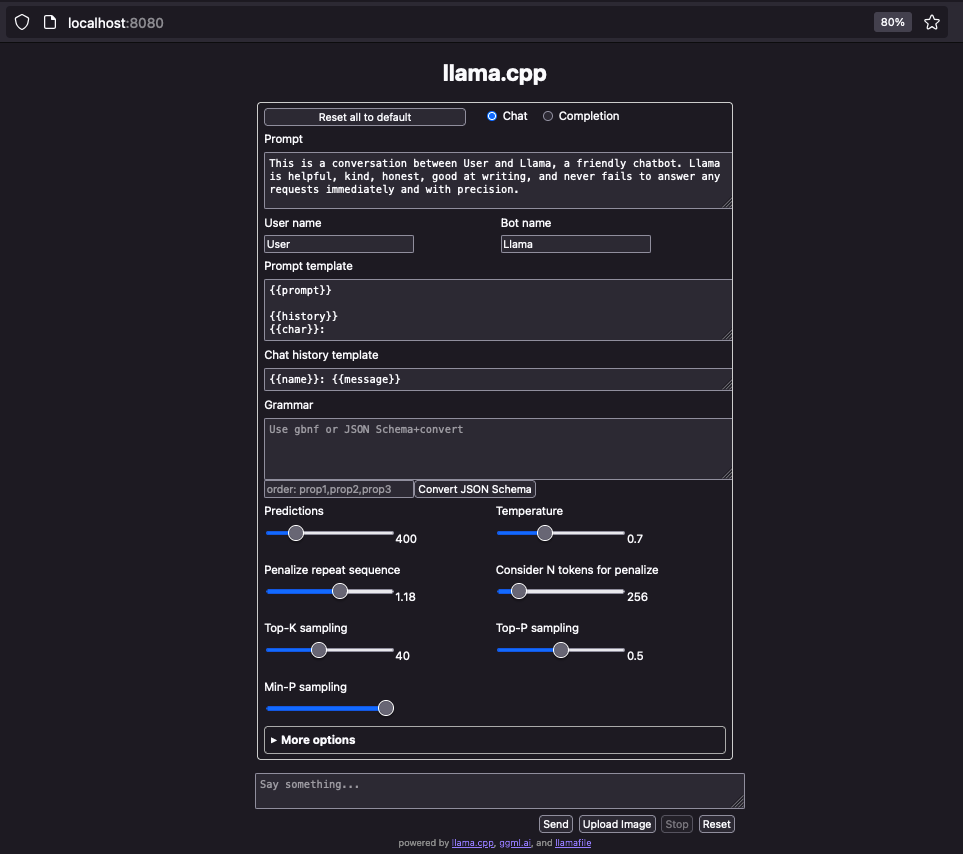 localhost:8080
80%
llama.cpp
Reset all to default
Chat
Completion
Prompt
This is a conversation between User and Llama, a friendly chatbot. Llama
is helpful, kind, honest, good at writing, and never fails to answer any
requests immediately and with precision.
User name
Bot name
User
Llama
Prompt template
{{prompt}}
{{history}}
{{char}}:
Chat history template
{{name}}: {{message}}
Grammar
Use gbnf or JSON Schema+convert
order: prop1,prop2,prop3
Convert JSON Schema
Predictions
Temperature
400
0.7
Penalize repeat sequence
Consider N tokens for penalize
1.18
256
Top-K sampling
Top-P sampling
40
0.5
Min-P sampling
▸ More options
Say something...
Send
Upload Image
Stop
Reset
powered by llama.cpp, ggml.ai, and llamafile